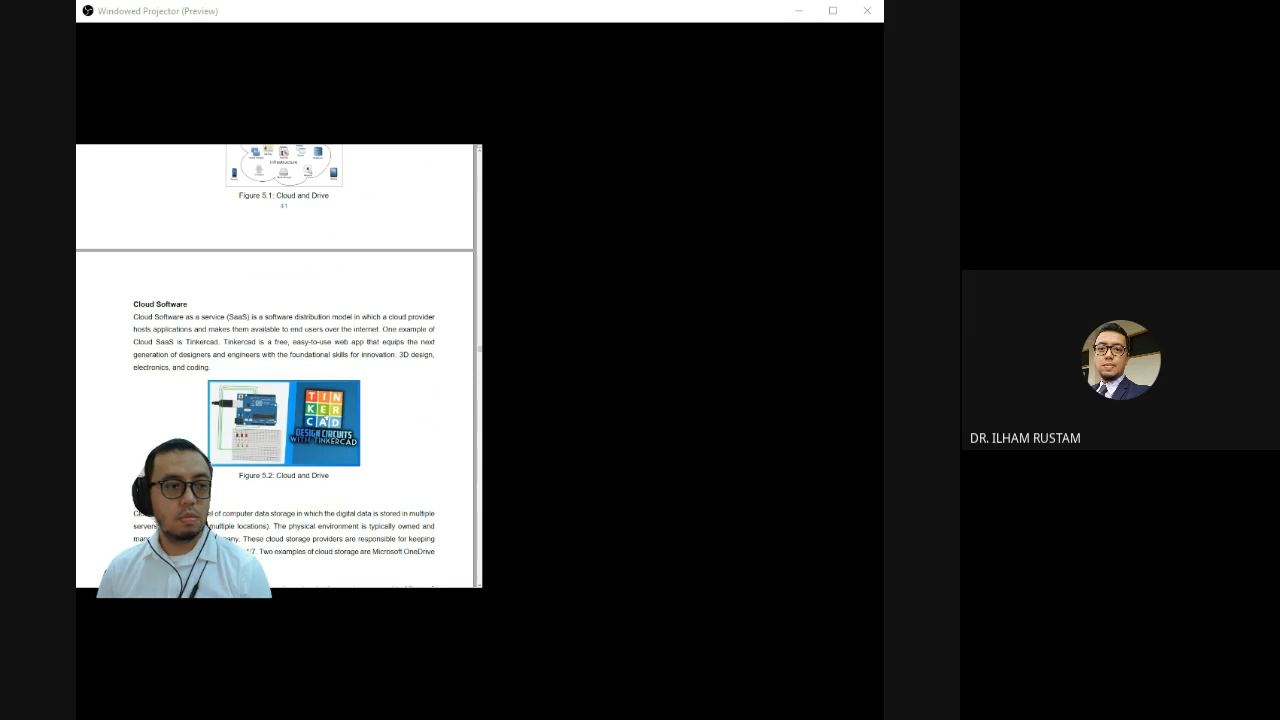 Windowed Projector (Preview)
Infrastructure
Figure 5.1: Cloud and Drive
41
Cloud Software
Cloud Software as a service (SaaS) is a software distribution model in which a cloud provider
hosts applications and makes them available to end users over the internet. One example of
Cloud SaaS is Tinkercad. Tinkercad is a free, easy-to-use web app that equips the next
generation of designers and engineers with the foundational skills for innovation: 3D design,
electronics, and coding.
TIN
KER
CAD
DESIGN CIRCUITS
WITH TINKERCAD
Figure 5.2: Cloud and Drive
of computer data storage in which the digital data is stored in multiple
servers multiple locations). The physical environment is typically owned and
These cloud storage providers are responsible for keeping
Two examples of cloud storage are Microsoft OneDrive
DR. ILHAM RUSTAM